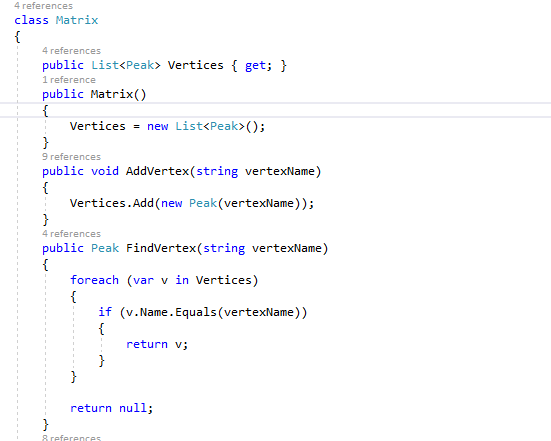 4 references
class Matrix
{
4 references
public List<Peak> Vertices { get; }
1 reference
public Matrix()
{
Vertices = new List<Peak>();
}
9 references
public void AddVertex(string vertexName)
{
Vertices.Add(new Peak(vertexName));
}
4 references
public Peak FindVertex(string vertexName)
{
foreach (var v in Vertices)
{
if (v.Name.Equals(vertexName))
{
return v;
}
}
return null;
}
8 references